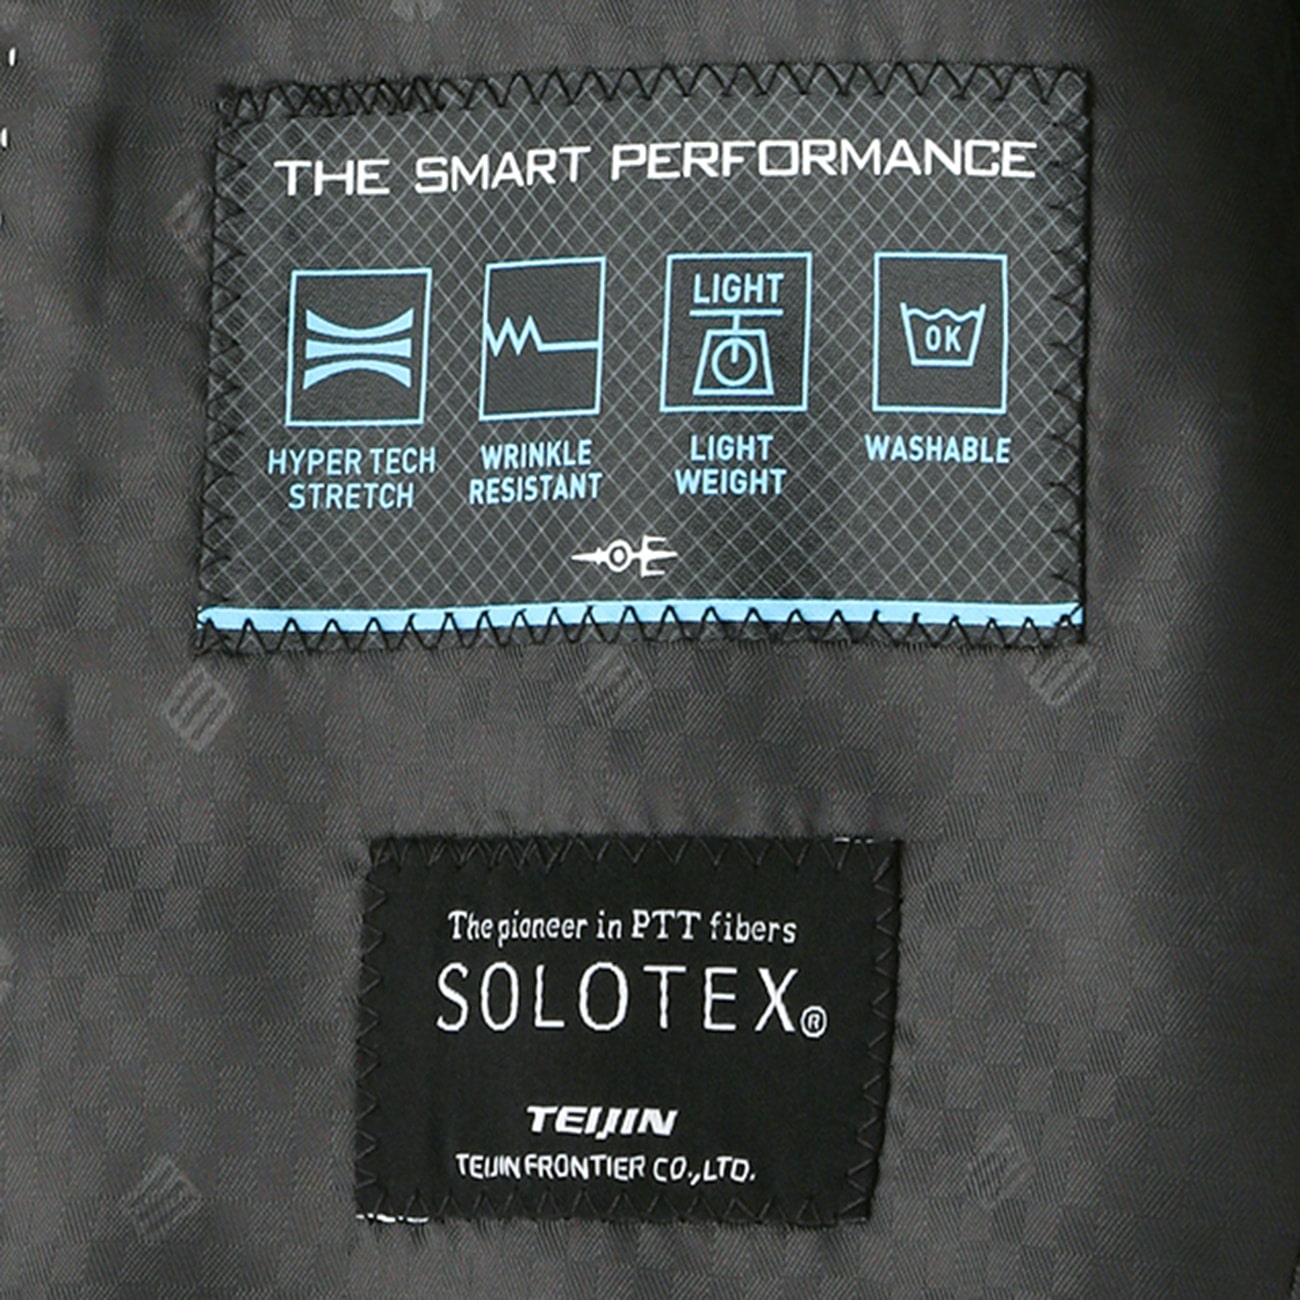 THE SMART PERFORMANCE
LIGHT
OK
HYPER TECH
STRETCH
WRINKLE
RESISTANT
LIGHT
WEIGHT
WASHABLE
The pioneer in PTT fibers
SOLOTEX®
TEIJIN
TEIJIN FRONTIER CO.,LTD.